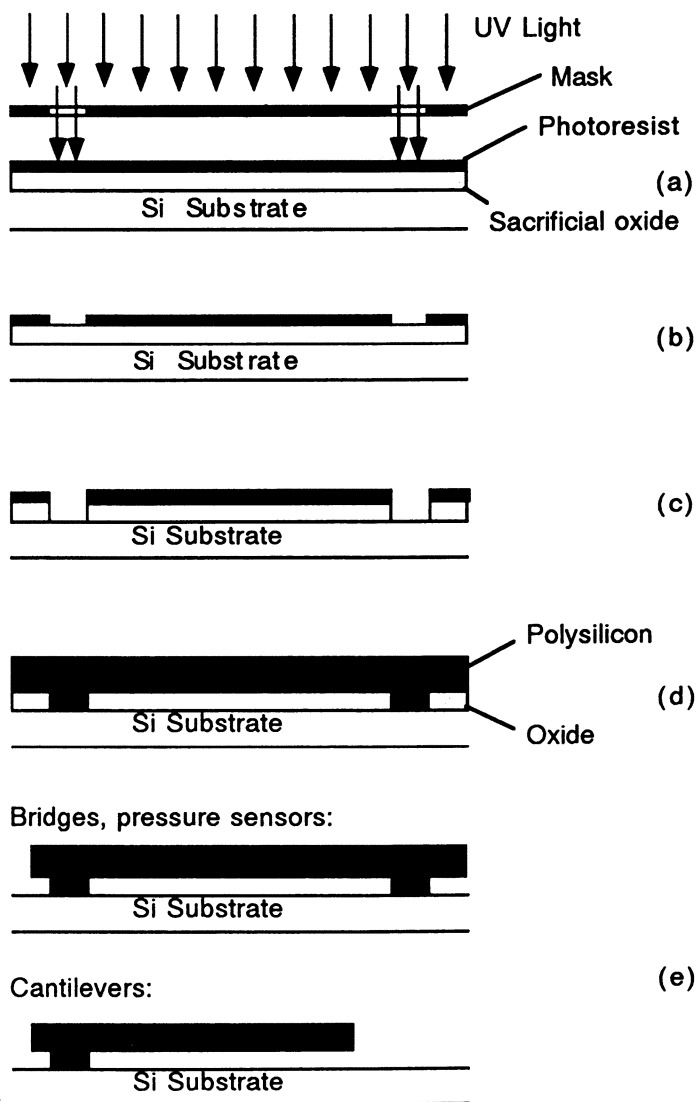 UV Light
Mask
Photoresist
(a)
Si Substrate
Sacrificial oxide
(b)
Si Substrate
(c)
Si Substrate
Polysilicon
(d)
Si Substrate
Oxide
Bridges, pressure sensors:
Si Substrate
(e)
Cantilevers:
Si Substrate